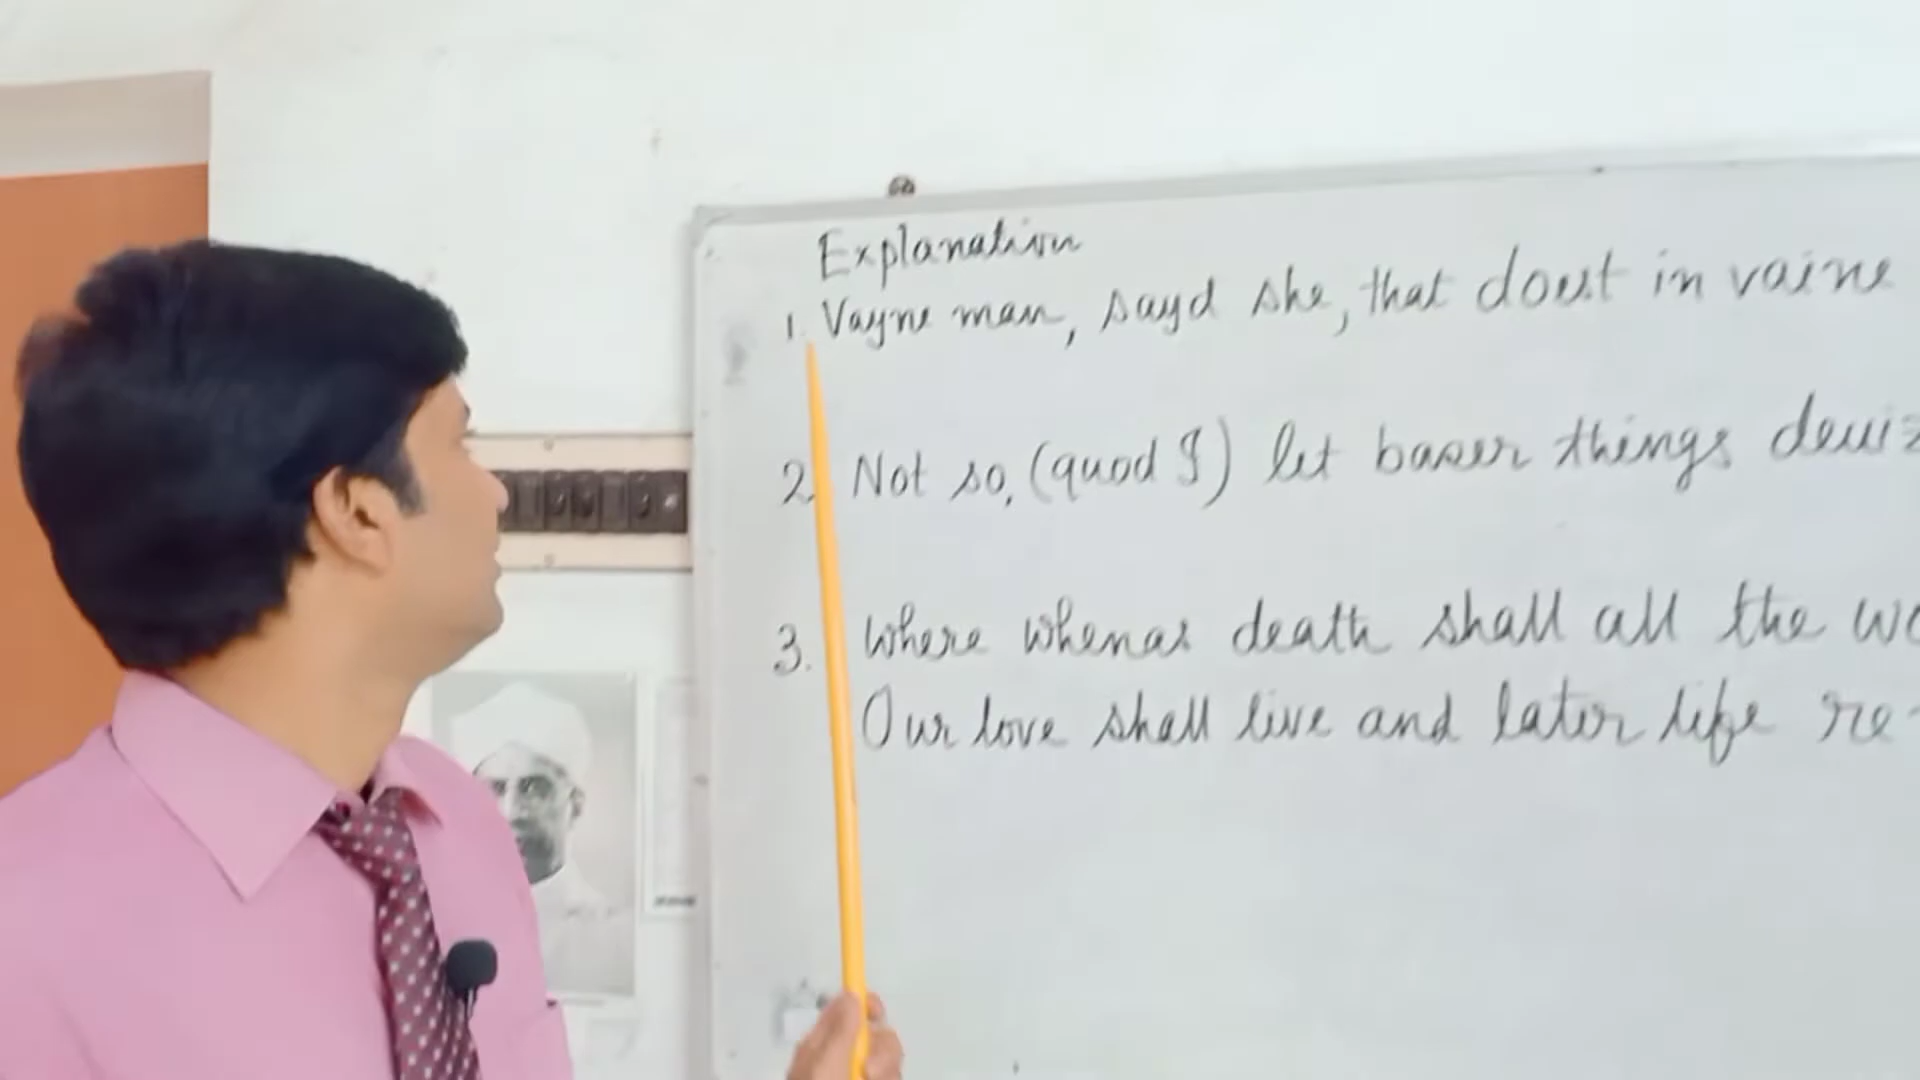 Explanation
1. Vayne man, sayd she, that doest in vaine
2. Not so, (quod I) let baser things deuiz
3. Where whenas death shall all the wo
Our love shall live and later life re-